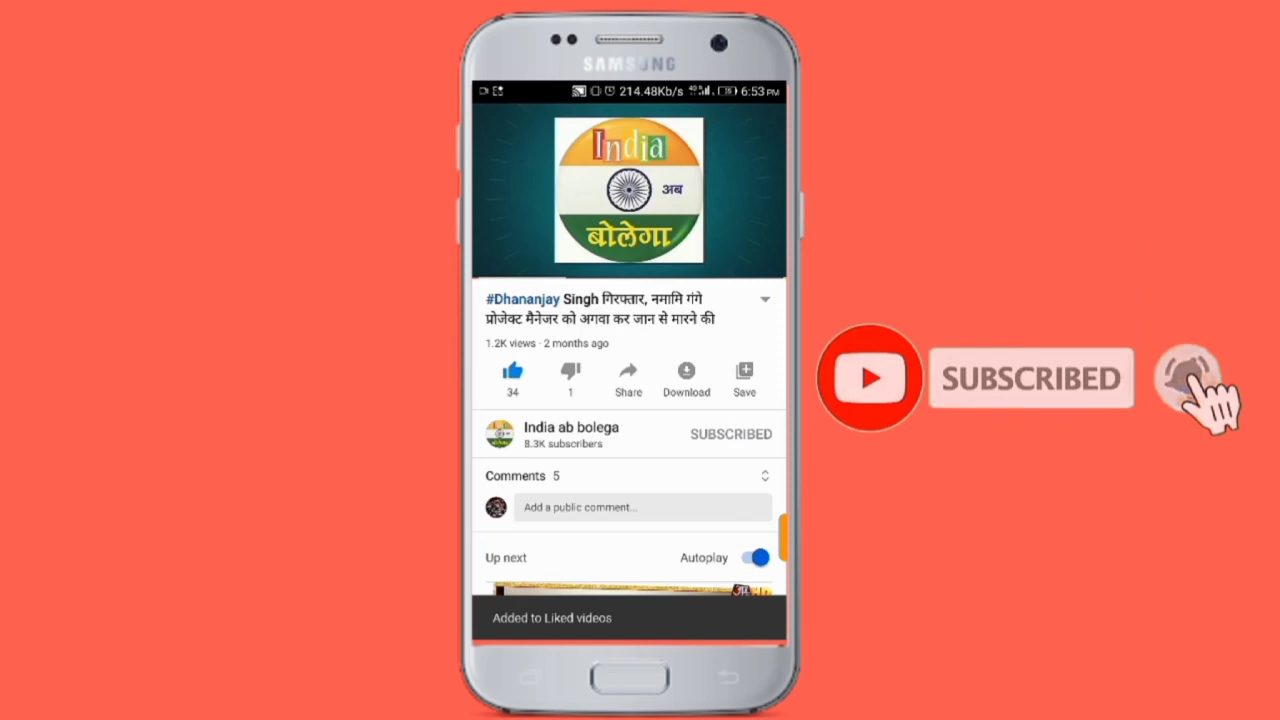 SAMSUNG
214.48Kb/s 6:53 PM
India
अब
बोलेगा
#Dhananjay Singh गिरफ्तार, नमामि गंगे
प्रोजेक्ट मैनेजर को अगवा कर जान से मारने की
1.2K views · 2 months ago
34
1
Share
Download
Save
India ab bolega
8.3K subscribers
SUBSCRIBED
Comments 5
Add a public comment...
Up next
Autoplay
Added to Liked videos
SUBSCRIBED